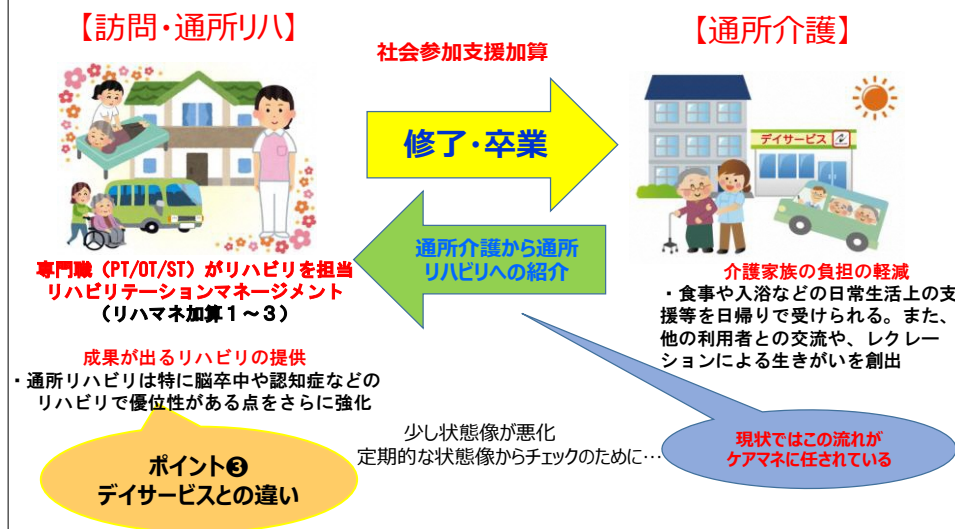 【訪問・通所リハ】
社会参加支援加算
【通所介護】
修了・卒業
デイサービス
通所介護から通所
リハビリへの紹介
専門職（PT/OT/ST）がリハビリを担当
リハビリテーションマネージメント
（リハマネ加算１～３）
成果が出るリハビリの提供
・通所リハビリは特に脳卒中や認知症などの
リハビリで優位性がある点をさらに強化
介護家族の負担の軽減
・食事や入浴などの日常生活上の支
援等を日帰りで受けられる。また、
他の利用者との交流や、レクレー
ションによる生きがいを創出
少し状態像が悪化
定期的な状態像からチェックのために…
ポイント❸
デイサービスとの違い
現状ではこの流れが
ケアマネに任されている